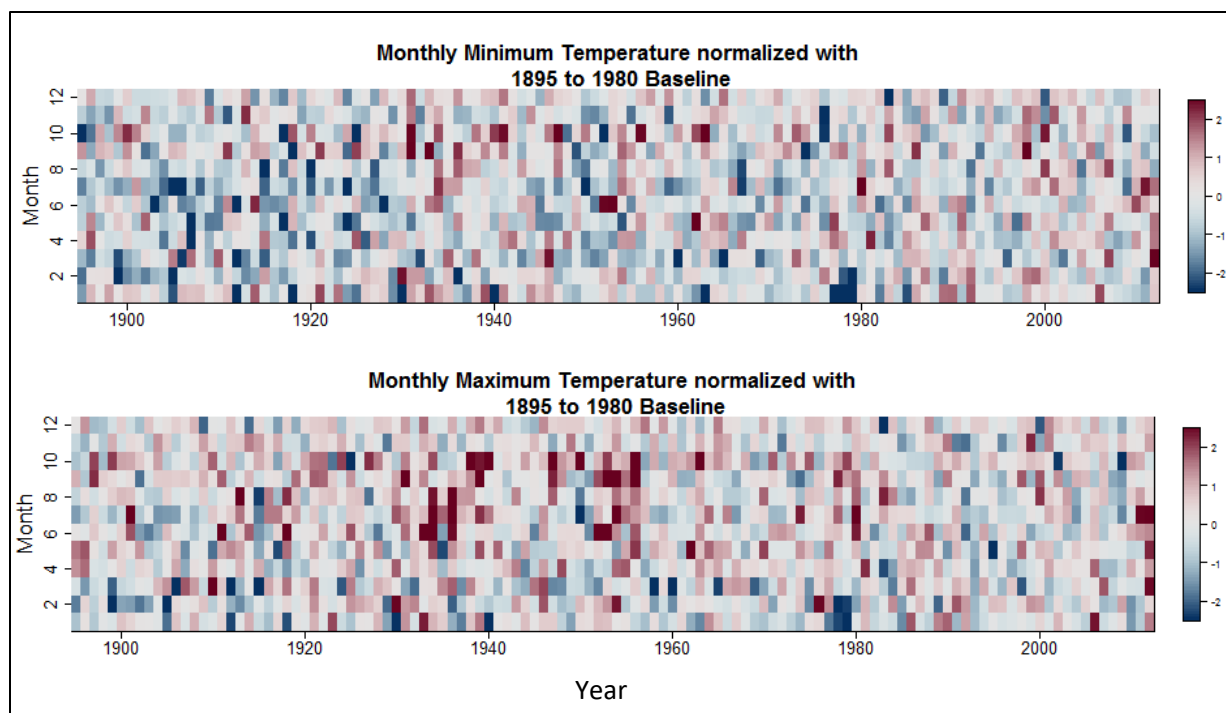 Monthly Minimum Temperature normalized with
1895 to 1980 Baseline
Month
12
10
8
6
4
2
1900 1920 1940 1960 1980 2000
2
1
0
-1
-2
Monthly Maximum Temperature normalized with
1895 to 1980 Baseline
Month
12
10
8
6
4
2
1900 1920 1940 1960 1980 2000
2
1
0
-1
-2
Year